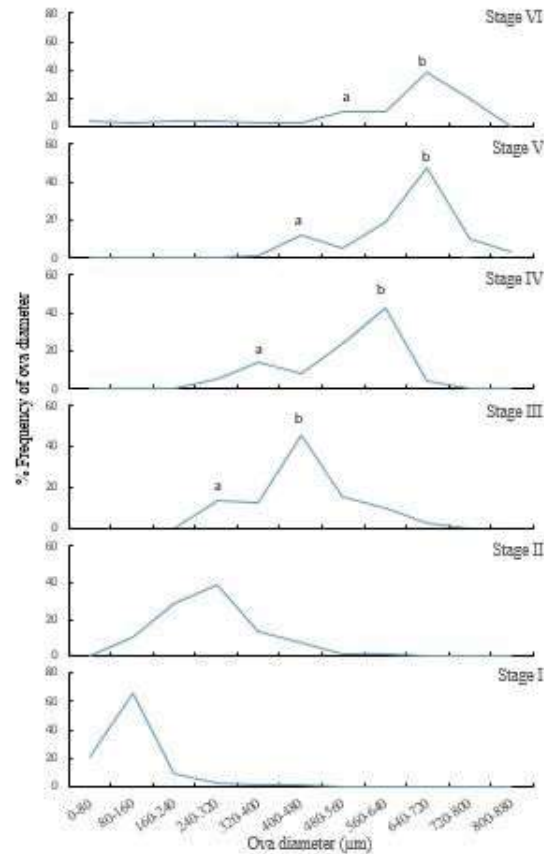 80
Stage VI
60
b
40
a
20
0
60
Stage V
b
40
a
20
0
60
Stage IV
b
40
a
20
0
60
Stage III
b
40
a
20
0
60
Stage II
40
20
0
80
Stage I
60
40
20
0
0-80
80-160
160-240
240-320
320-400
400-480
480-560
560-640
640-720
720-800
800-880
Ova diameter (µm)
% Frequency of ova diameter